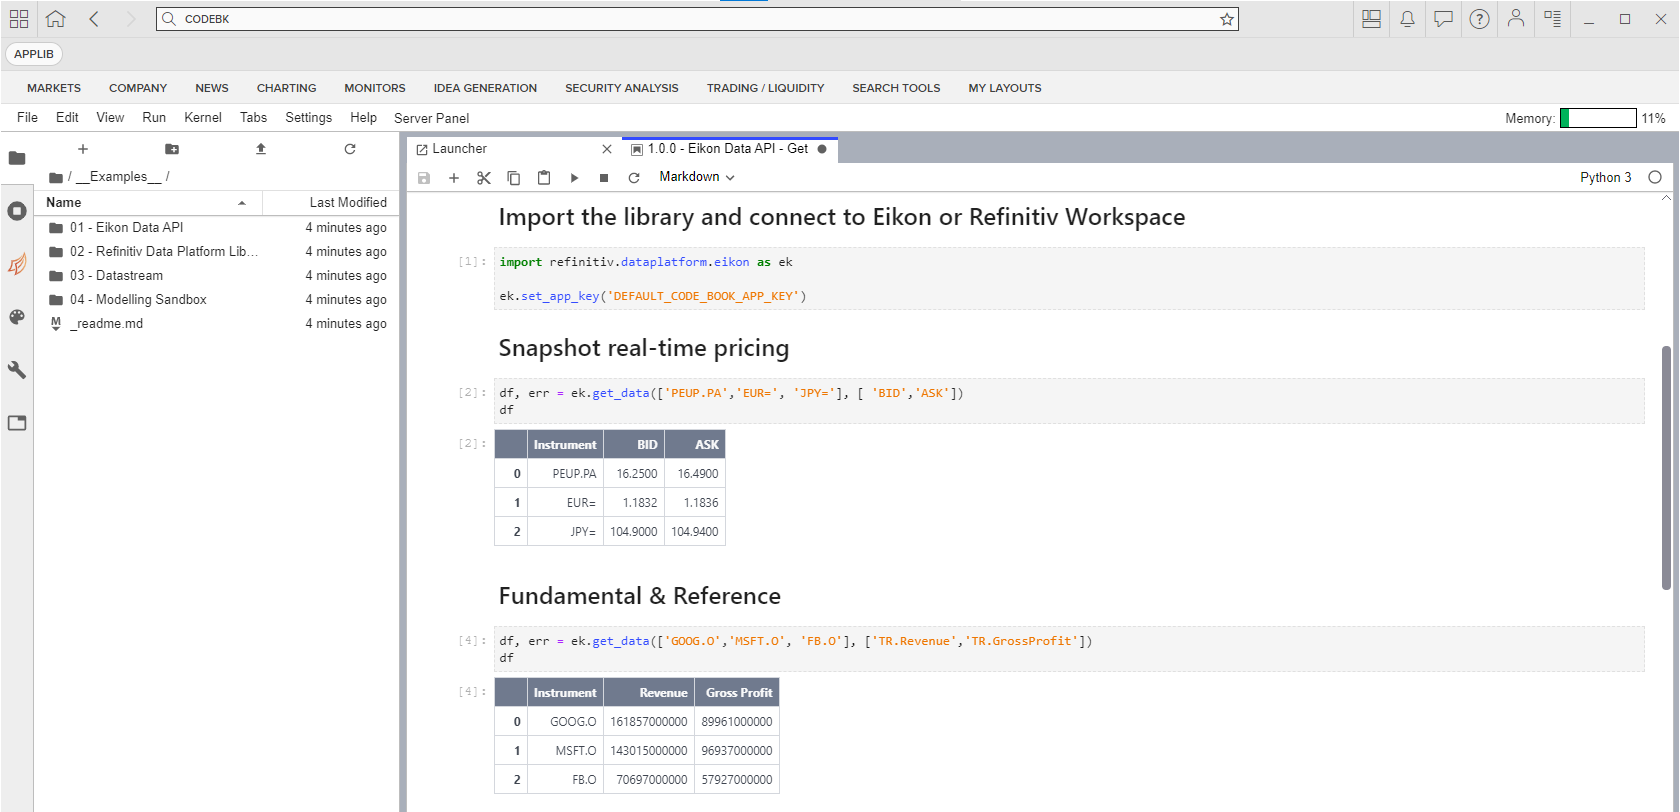 CODEBK
APPLIB
MARKETS COMPANY NEWS CHARTING MONITORS IDEA GENERATION SECURITY ANALYSIS TRADING / LIQUIDITY SEARCH TOOLS MY LAYOUTS
File Edit View Run Kernel Tabs Settings Help Server Panel Memory: 11%
/ __Examples__ /
Name Last Modified
01 - Eikon Data API 4 minutes ago
02 - Refinitiv Data Platform Lib... 4 minutes ago
03 - Datastream 4 minutes ago
04 - Modelling Sandbox 4 minutes ago
_readme.md 4 minutes ago
Launcher 1.0.0 - Eikon Data API - Get
Markdown Python 3
Import the library and connect to Eikon or Refinitiv Workspace
[1]: import refinitiv.dataplatform.eikon as ek
ek.set_app_key('DEFAULT_CODE_BOOK_APP_KEY')
Snapshot real-time pricing
[2]: df, err = ek.get_data(['PEUP.PA','EUR=', 'JPY='], [ 'BID','ASK'])
df
[2]: Instrument BID ASK
0 PEUP.PA 16.2500 16.4900
1 EUR= 1.1832 1.1836
2 JPY= 104.9000 104.9400
Fundamental & Reference
[4]: df, err = ek.get_data(['GOOG.O','MSFT.O', 'FB.O'], ['TR.Revenue','TR.GrossProfit'])
df
[4]: Instrument Revenue Gross Profit
0 GOOG.O 161857000000 89961000000
1 MSFT.O 143015000000 96937000000
2 FB.O 70697000000 57927000000